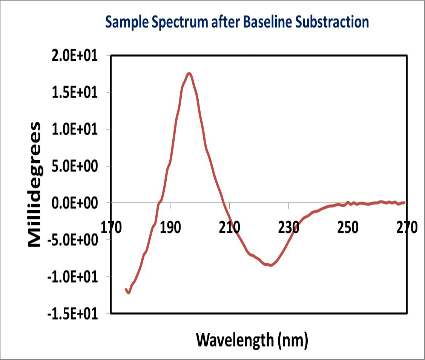 Sample Spectrum after Baseline Substraction
2.0E+01
1.5E+01
1.0E+01
5.0E+00
0.0E+00
-5.0E+00
-1.0E+01
-1.5E+01
Millidegrees
170 190 210 230 250 270
Wavelength (nm)